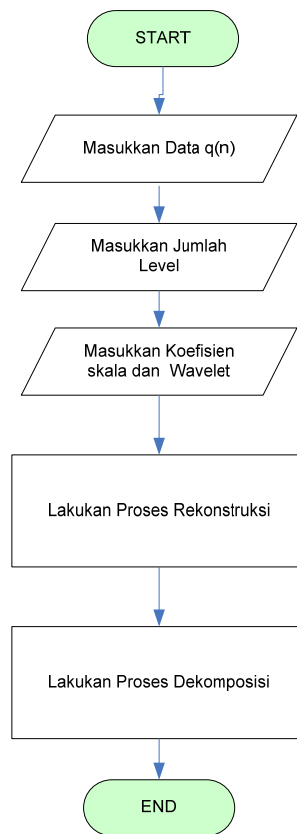 START
Masukkan Data q(n)
Masukkan Jumlah
Level
Masukkan Koefisien
skala dan Wavelet
Lakukan Proses Rekonstruksi
Lakukan Proses Dekomposisi
END